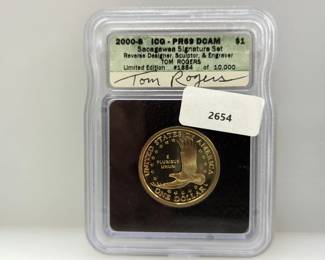 2000-S ICG - PR69 DCAM $1
Sacagawea Signature Set
Reverse Designer, Sculptor, & Engraver
TOM ROGERS
Limited Edition #1884 of 10,000
Tom Rogers
2654
UNITED STATES OF AMERICA
E
PLURIBUS
UNUM
ONE DOLLAR